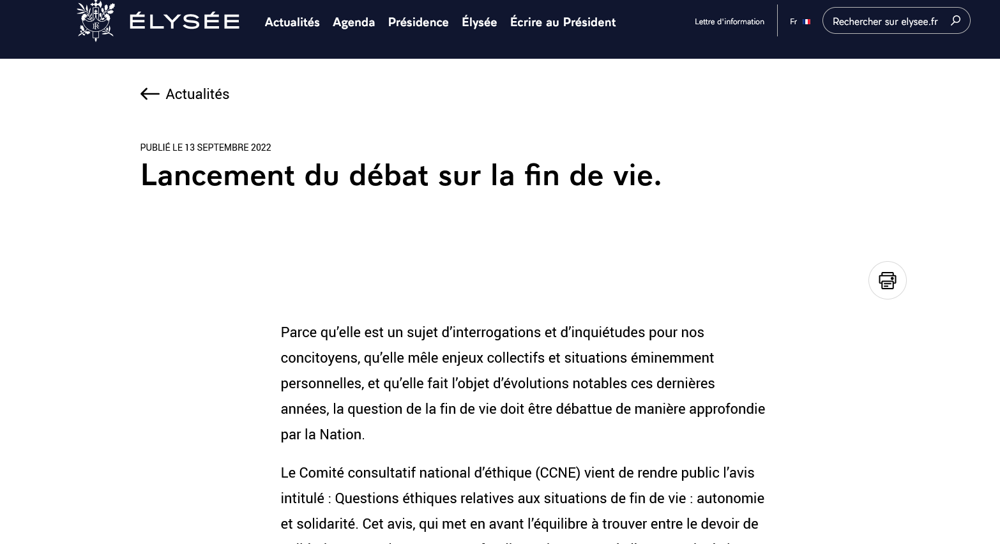 ÉLYSÉE
Actualités Agenda Présidence Élysée Écrire au Président
Lettre d'information
Fr
Rechercher sur elysee.fr
Actualités
PUBLIÉ LE 13 SEPTEMBRE 2022
Lancement du débat sur la fin de vie.
Parce qu’elle est un sujet d’interrogations et d’inquiétudes pour nos
concitoyens, qu’elle mêle enjeux collectifs et situations éminemment
personnelles, et qu’elle fait l’objet d’évolutions notables ces dernières
années, la question de la fin de vie doit être débattue de manière approfondie
par la Nation.
Le Comité consultatif national d’éthique (CCNE) vient de rendre public l’avis
intitulé : Questions éthiques relatives aux situations de fin de vie : autonomie
et solidarité. Cet avis, qui met en avant l’équilibre à trouver entre le devoir de